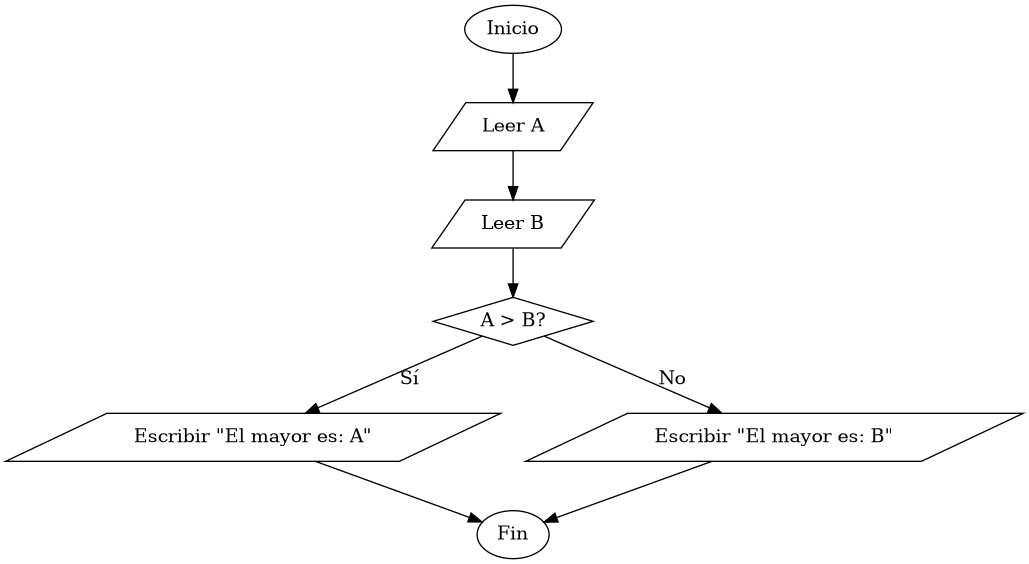 Inicio
Leer A
Leer B
A > B?
Sí
No
Escribir "El mayor es: A"
Escribir "El mayor es: B"
Fin